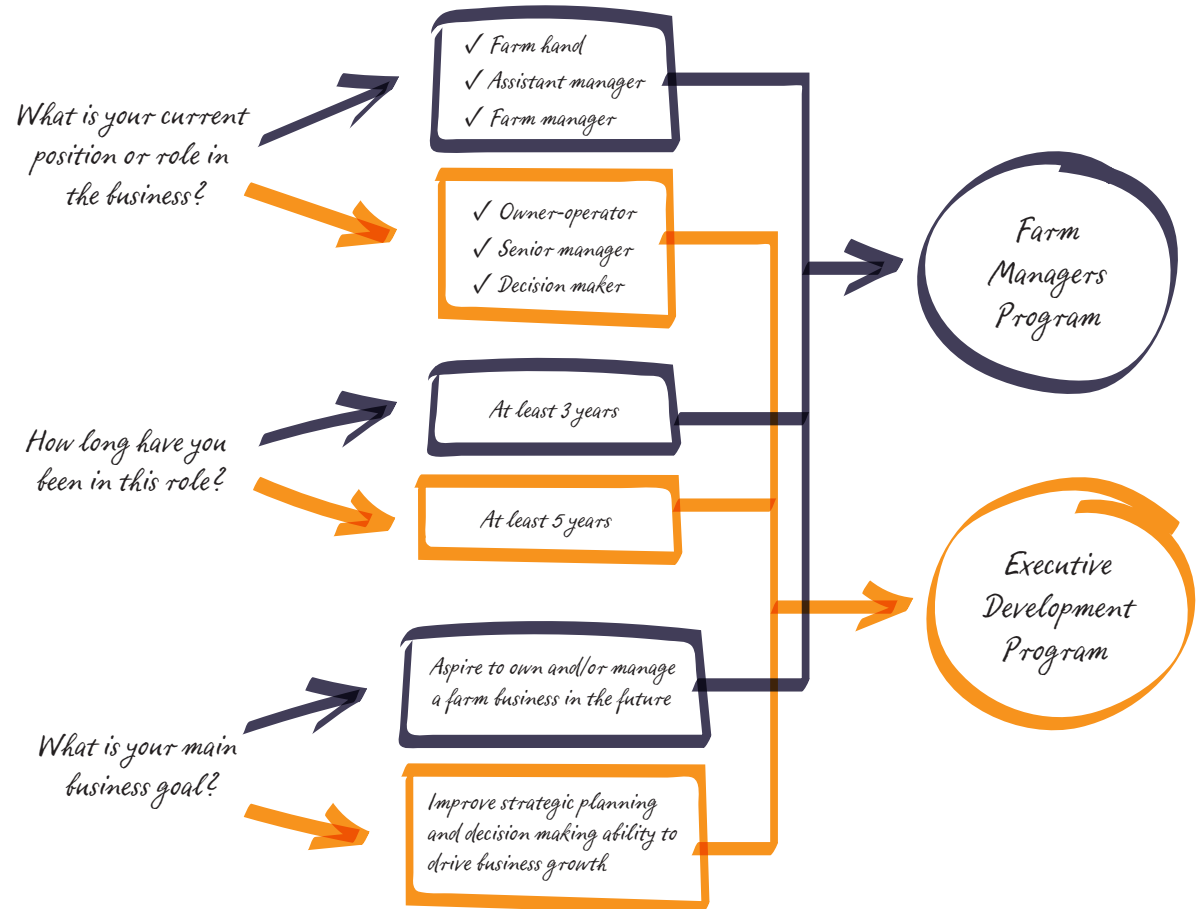 What is your current
position or role in
the business?
✓ Farm hand
✓ Assistant manager
✓ Farm manager
✓ Owner-operator
✓ Senior manager
✓ Decision maker
How long have you
been in this role?
At least 3 years
At least 5 years
What is your main
business goal?
Aspire to own and/or manage
a farm business in the future
Improve strategic planning
and decision making ability to
drive business growth
Farm
Managers
Program
Executive
Development
Program